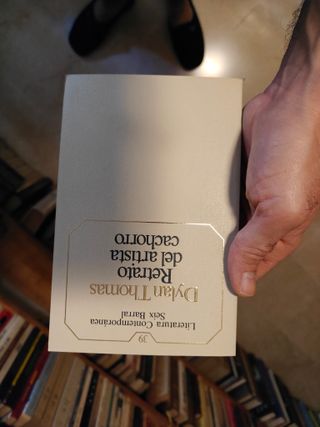 39
Literatura Contemporánea
Seix Barral
Dylan Thomas
Retrato
del artista
cachorro